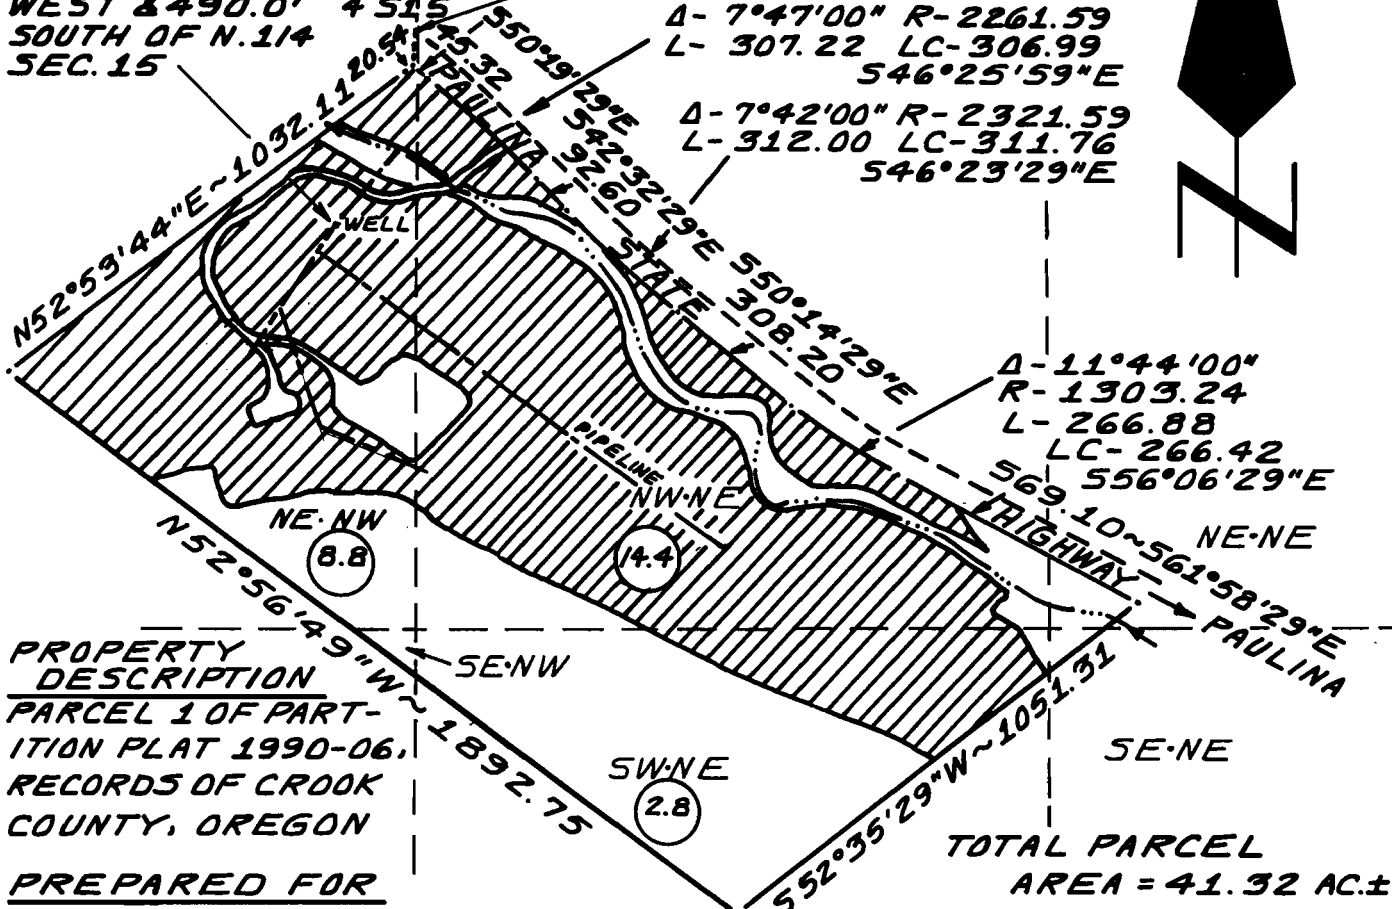 WEST & 490.0' 4 S15
SOUTH OF N.1/4
SEC. 15
20.54
45.32
S50°19'29"E
Δ- 7°47'00" R-2261.59
L- 307.22 LC-306.99
S46°25'59"E
Δ- 7°42'00" R-2321.59
L-312.00 LC-311.76
S46°23'29"E
N52°53'44"E~1032.11
PAULINA
S42°32'29"E
92.60
STATE
S50°14'29"E
308.20
WELL
Δ-11°44'00"
R-1303.24
L-266.88
LC-266.42
S56°06'29"E
PIPELINE
NW·NE
14.4
NE·NW
8.8
569.10~S61°58'29"E
HIGHWAY
NE·NE
PAULINA
N52°56'49"W~1892.75
SE·NW
PROPERTY
DESCRIPTION
PARCEL 1 OF PART-
ITION PLAT 1990-06,
RECORDS OF CROOK
COUNTY, OREGON
PREPARED FOR
SW·NE
2.8
S52°35'29"W~1051.31
SE·NE
TOTAL PARCEL
AREA = 41.32 AC.±
N